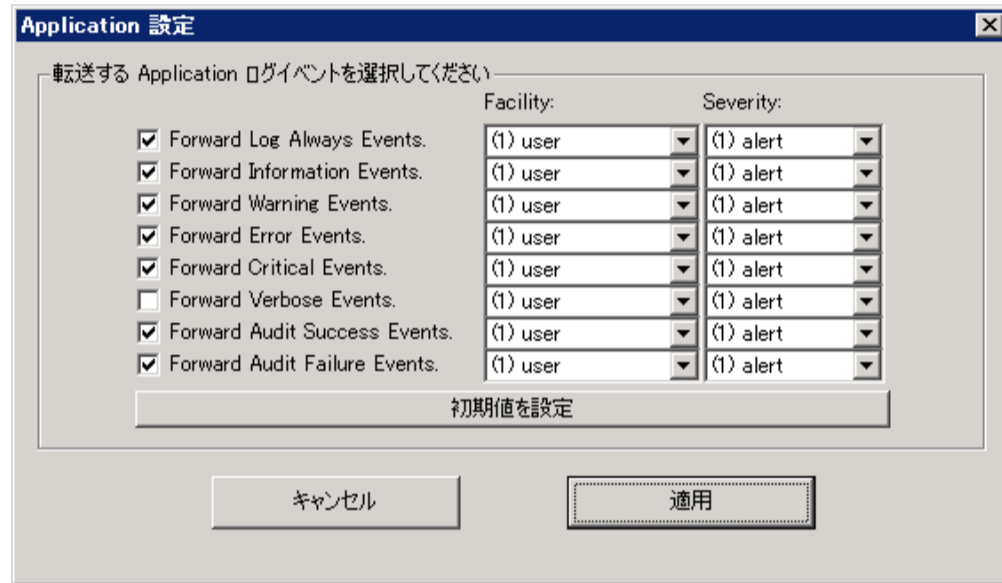 Application 設定
転送する Application ログイベントを選択してください
Facility: Severity:
Forward Log Always Events. (1) user (1) alert
Forward Information Events. (1) user (1) alert
Forward Warning Events. (1) user (1) alert
Forward Error Events. (1) user (1) alert
Forward Critical Events. (1) user (1) alert
Forward Verbose Events. (1) user (1) alert
Forward Audit Success Events. (1) user (1) alert
Forward Audit Failure Events. (1) user (1) alert
初期値を設定
キャンセル 適用